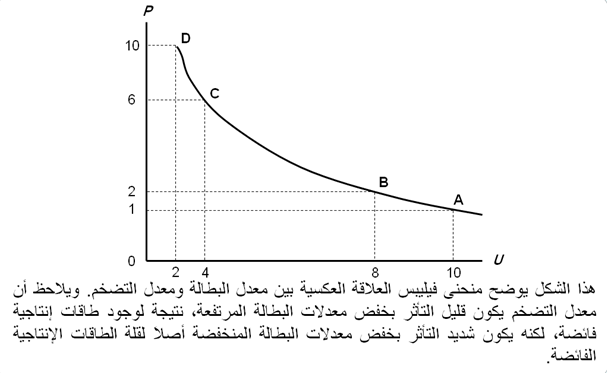 P
10
D
6
C
2
B
1
A
0
2
4
8
10
U
هذا الشكل يوضح منحنى فيليبس العلاقة العكسية بين معدل البطالة ومعدل التضخم. ويلاحظ أن
معدل التضخم يكون قليل التأثر بخفض معدلات البطالة المرتفعة، نتيجة لوجود طاقات إنتاجية
فائضة، لكنه يكون شديد التأثر بخفض معدلات البطالة المنخفضة أصلا لقلة الطاقات الإنتاجية
الفائضة.